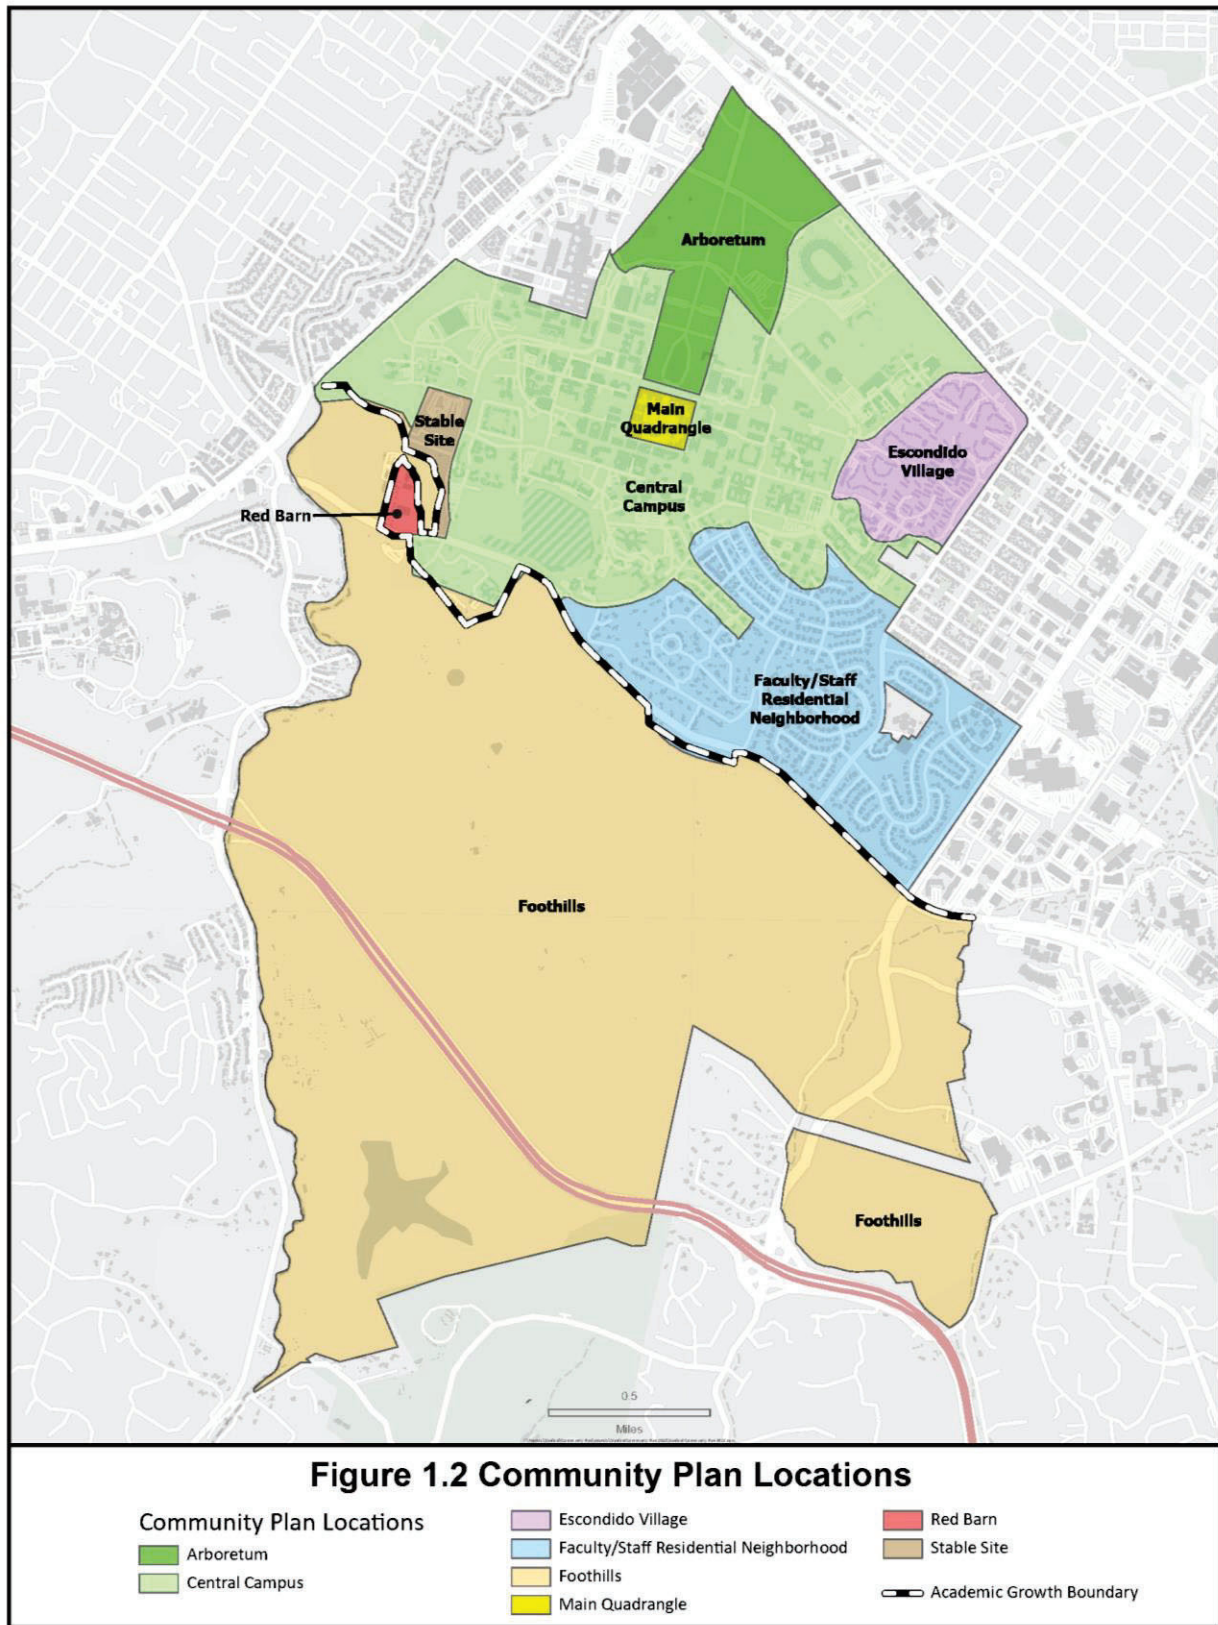 Arboretum
Stable
Site
Main
Quadrangle
Escondido
Village
Central
Campus
Red Barn
Faculty/Staff
Residential
Neighborhood
Foothills
Foothills
0.5
Miles
Figure 1.2 Community Plan Locations
Community Plan Locations
Arboretum
Central Campus
Escondido Village
Faculty/Staff Residential Neighborhood
Foothills
Main Quadrangle
Red Barn
Stable Site
Academic Growth Boundary